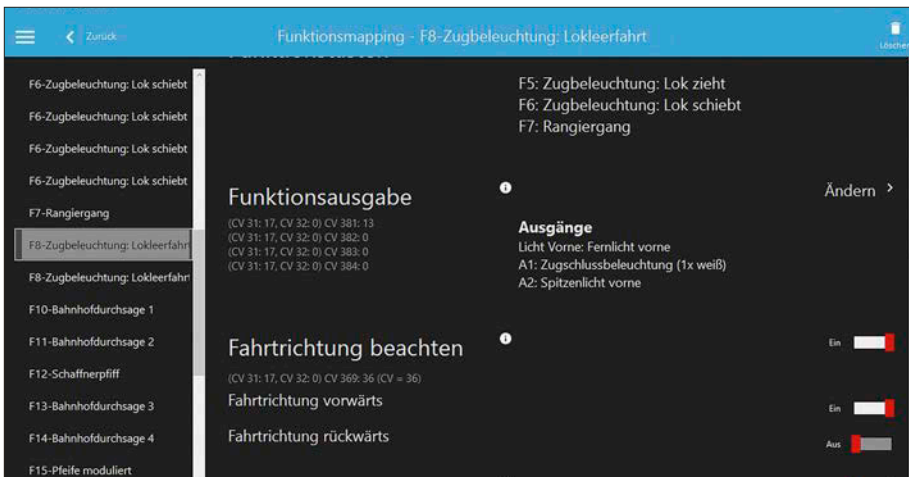 Zurück
Funktionsmapping - F8-Zugbeleuchtung: Lokleerfahrt
Löschen
F6-Zugbeleuchtung: Lok schiebt
F6-Zugbeleuchtung: Lok schiebt
F6-Zugbeleuchtung: Lok schiebt
F6-Zugbeleuchtung: Lok schiebt
F7-Rangiergang
F8-Zugbeleuchtung: Lokleerfahrt
F8-Zugbeleuchtung: Lokleerfahrt
F10-Bahnhofdurchsage 1
F11-Bahnhofdurchsage 2
F12-Schaffnerpfiff
F13-Bahnhofdurchsage 3
F14-Bahnhofdurchsage 4
F15-Pfeife moduliert
F5: Zugbeleuchtung: Lok zieht
F6: Zugbeleuchtung: Lok schiebt
F7: Rangiergang
Funktionsausgabe
Ändern
(CV 31: 17, CV 32: 0) CV 381: 13
(CV 31: 17, CV 32: 0) CV 382: 0
(CV 31: 17, CV 32: 0) CV 383: 0
(CV 31: 17, CV 32: 0) CV 384: 0
Ausgänge
Licht Vorne: Fernlicht vorne
A1: Zugschlussbeleuchtung (1x weiß)
A2: Spitzenlicht vorne
Fahrtrichtung beachten
Ein
(CV 31: 17, CV 32: 0) CV 369: 36 (CV = 36)
Fahrtrichtung vorwärts
Ein
Fahrtrichtung rückwärts
Aus